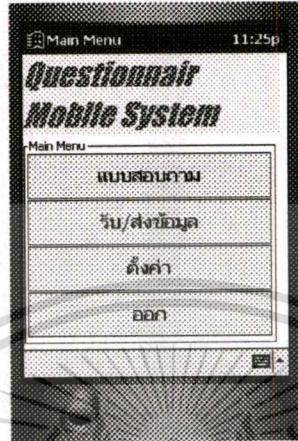 Main Menu 11:25p
Questionnair
Mobile System
Main Menu
แบบสอบถาม
รับ/ส่งข้อมูล
ตั้งค่า
ออก